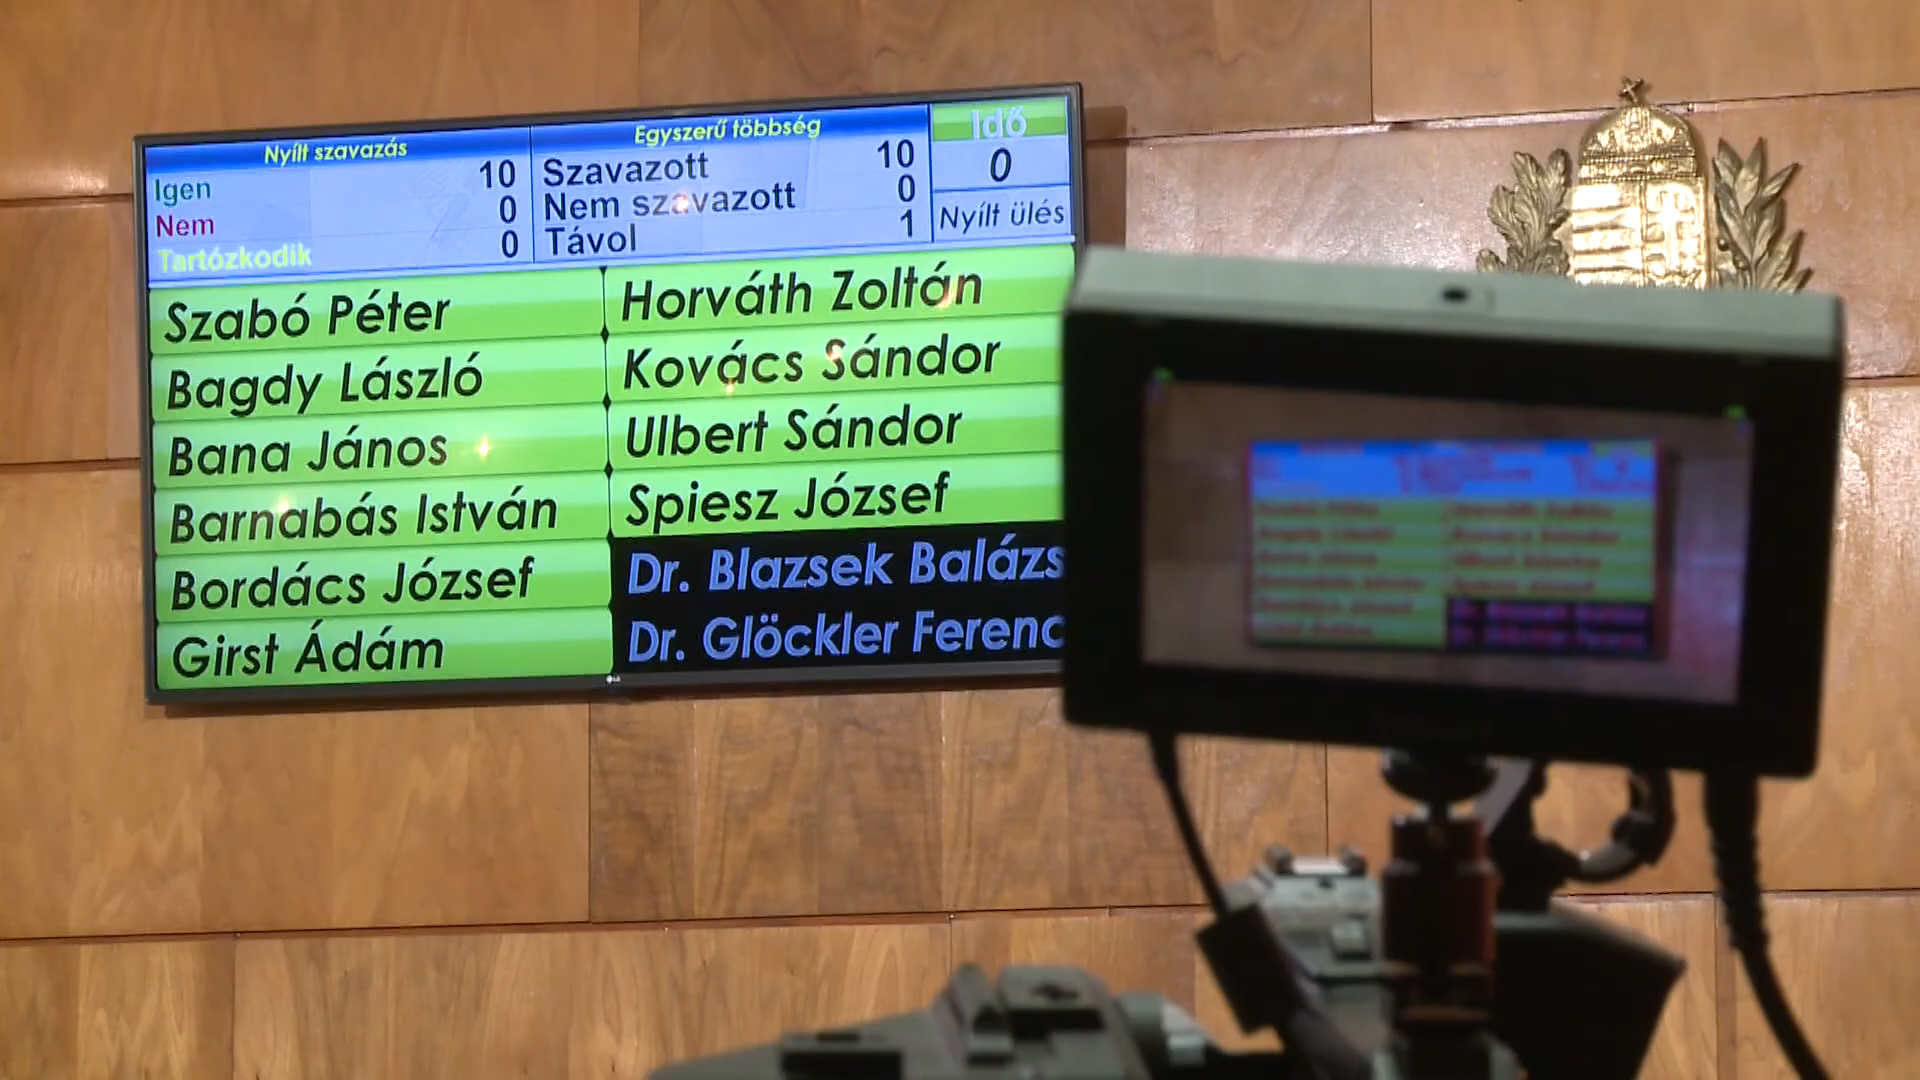 Nyílt szavazás
Igen 10
Nem 0
Tartózkodik 0
Egyszerű többség
Szavazott 10
Nem szavazott 0
Távol 1
Idő
0
Nyílt ülés
Szabó Péter
Bagdy László
Bana János
Barnabás István
Bordács József
Girst Ádám
Horváth Zoltán
Kovács Sándor
Ulbert Sándor
Spiesz József
Dr. Blazsek Balázs
Dr. Glöckler Ferenc
LG